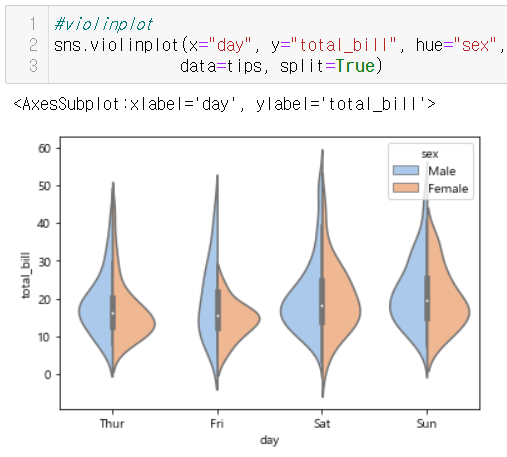 1 #violinplot
2 sns.violinplot(x="day", y="total_bill", hue="sex",
3 data=tips, split=True)
<AxesSubplot:xlabel='day', ylabel='total_bill'>
60
50
40
30
20
10
0
total_bill
sex
Male
Female
Thur Fri Sat Sun
day